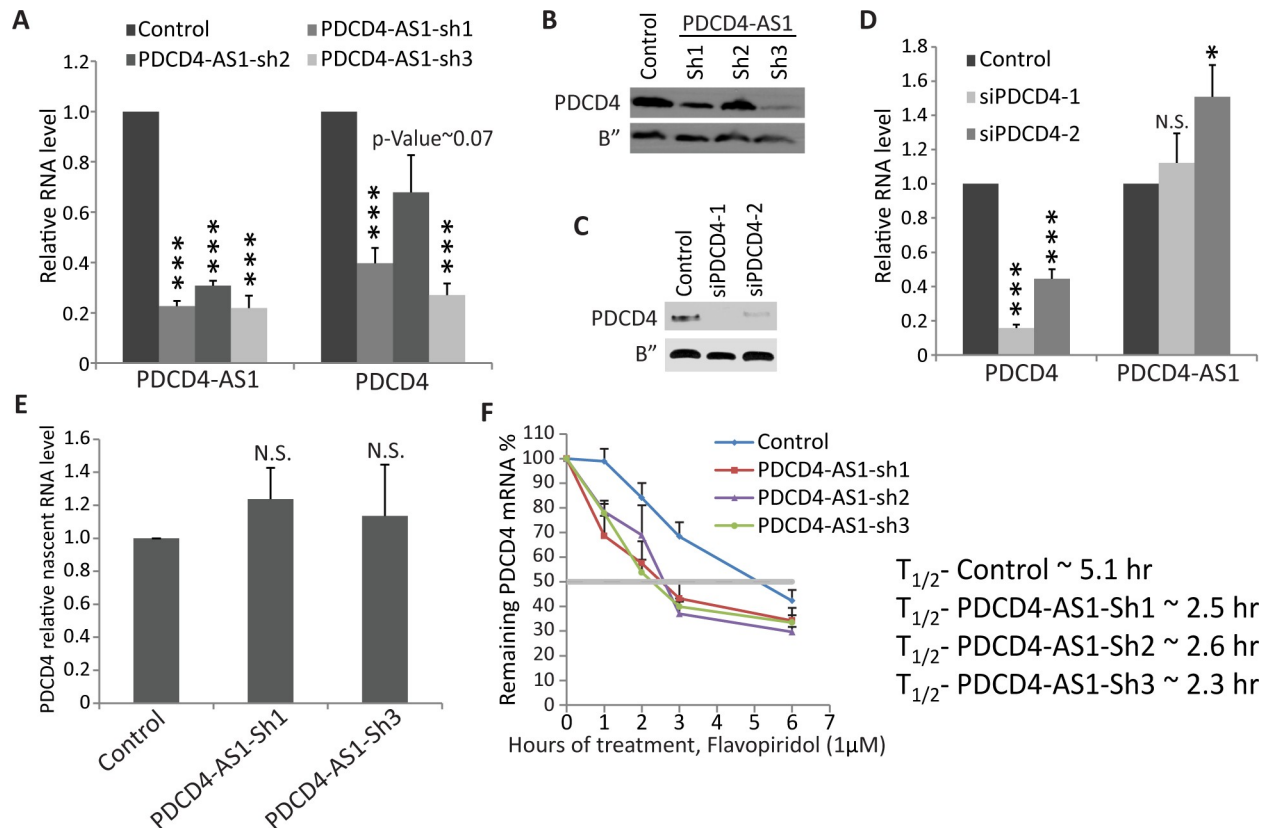 A
Control
PDCD4-AS1-sh1
PDCD4-AS1-sh2
PDCD4-AS1-sh3
Relative RNA level
1.2
1.0
0.8
0.6
0.4
0.2
0
***
***
***
***
p-Value~0.07
***
PDCD4-AS1
PDCD4
B
Control
PDCD4-AS1
Sh1
Sh2
Sh3
PDCD4
B”
C
Control
siPDCD4-1
siPDCD4-2
PDCD4
B”
D
Control
siPDCD4-1
siPDCD4-2
Relative RNA level
1.8
1.6
1.4
1.2
1.0
0.8
0.6
0.4
0.2
0
***
***
N.S.
*
PDCD4
PDCD4-AS1
E
PDCD4 relative nascent RNA level
1.6
1.4
1.2
1.0
0.8
0.6
0.4
0.2
0
N.S.
N.S.
Control
PDCD4-AS1-Sh1
PDCD4-AS1-Sh3
F
Remaining PDCD4 mRNA %
110
100
90
80
70
60
50
40
30
20
10
0
Control
PDCD4-AS1-sh1
PDCD4-AS1-sh2
PDCD4-AS1-sh3
0 1 2 3 4 5 6 7
Hours of treatment, Flavopiridol (1µM)
T1/2- Control ~ 5.1 hr
T1/2- PDCD4-AS1-Sh1 ~ 2.5 hr
T1/2- PDCD4-AS1-Sh2 ~ 2.6 hr
T1/2- PDCD4-AS1-Sh3 ~ 2.3 hr